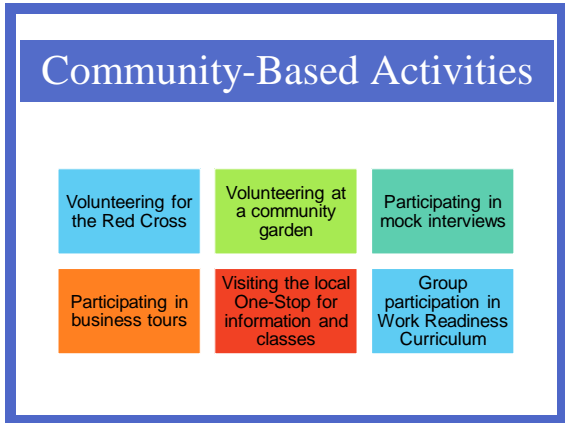 Community-Based Activities
Volunteering for
the Red Cross
Volunteering at
a community
garden
Participating in
mock interviews
Participating in
business tours
Visiting the local
One-Stop for
information and
classes
Group
participation in
Work Readiness
Curriculum